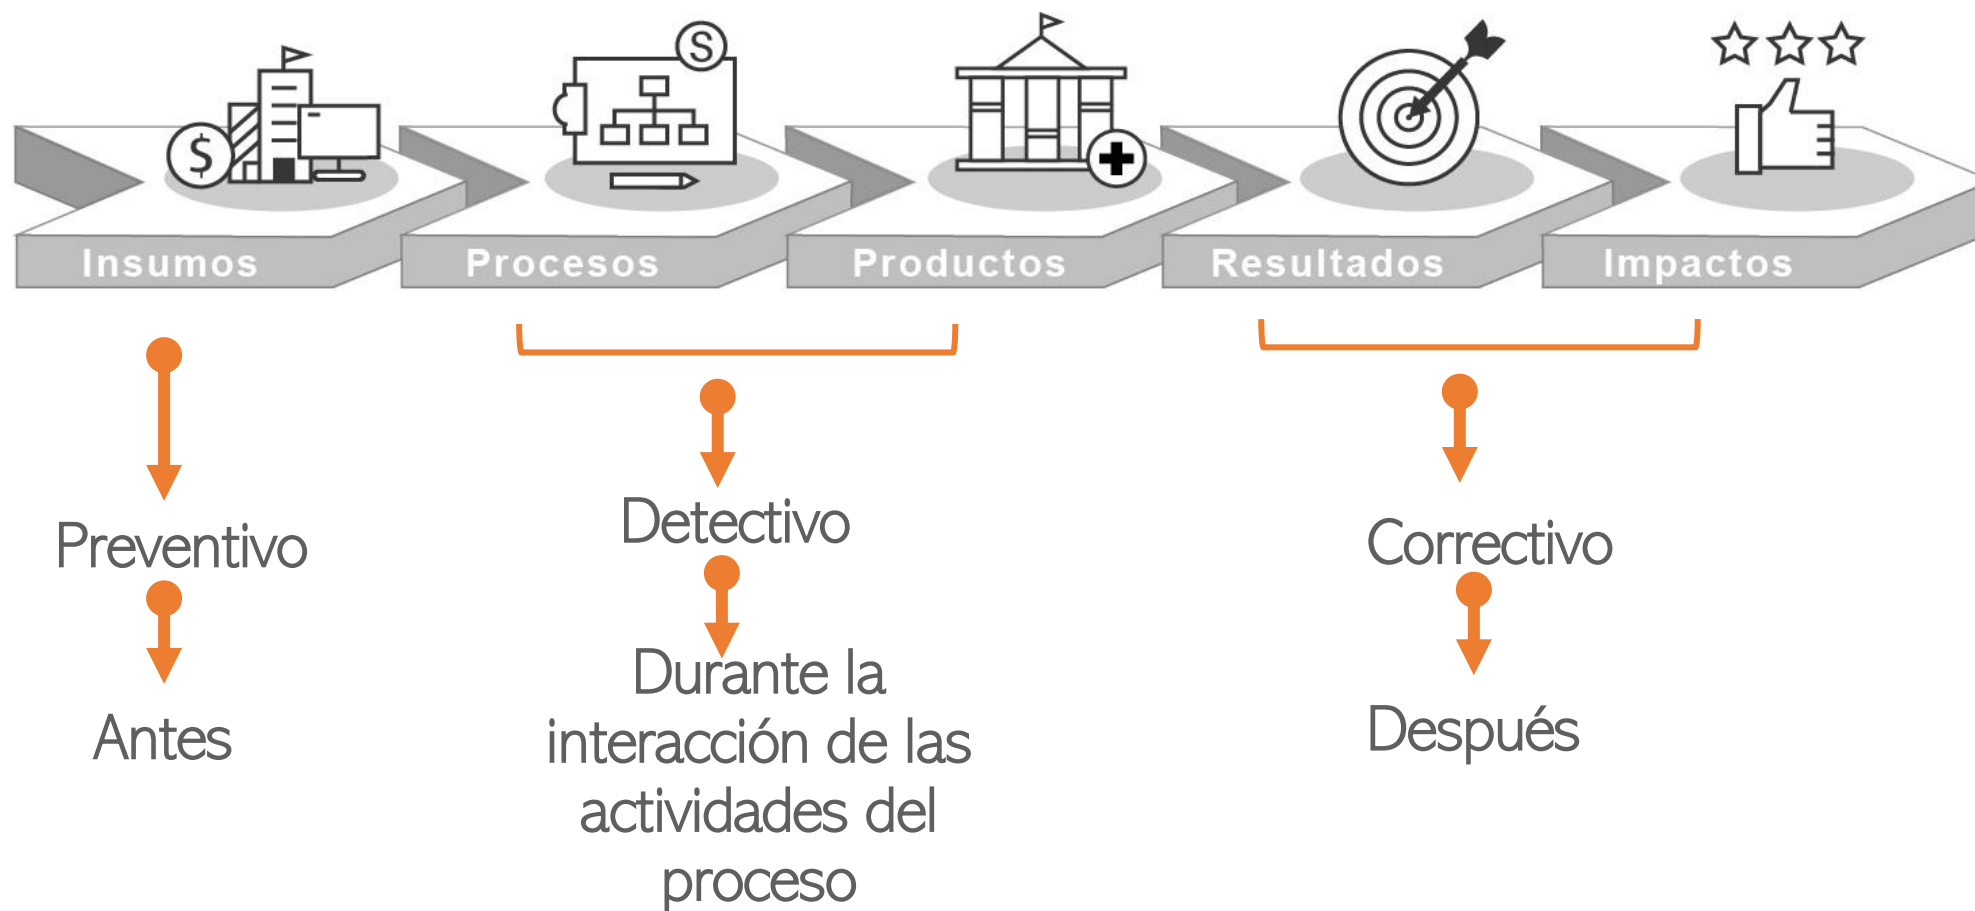 $
S
Insumos
Procesos
Productos
Resultados
Impactos
Preventivo
Antes
Detectivo
Durante la
interacción de las
actividades del
proceso
Correctivo
Después